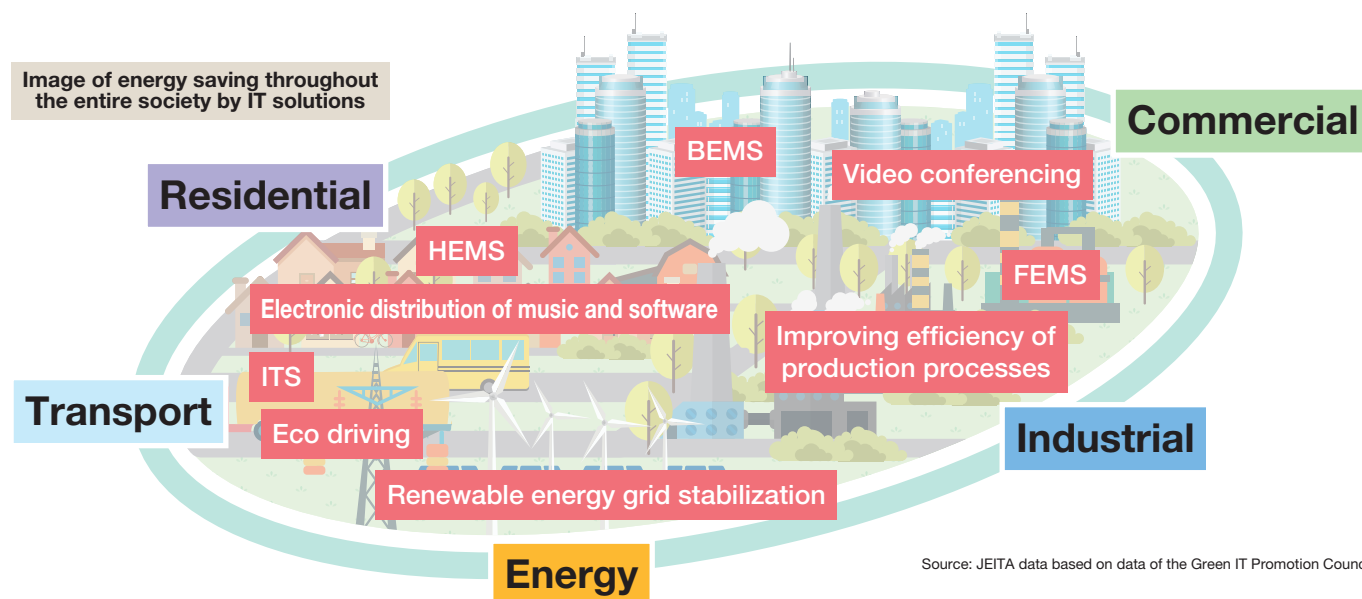 Image of energy saving throughout
the entire society by IT solutions
Commercial
BEMS
Video conferencing
Residential
HEMS
FEMS
Electronic distribution of music and software
Improving efficiency of
production processes
ITS
Transport
Eco driving
Industrial
Renewable energy grid stabilization
Energy
Source: JEITA data based on data of the Green IT Promotion